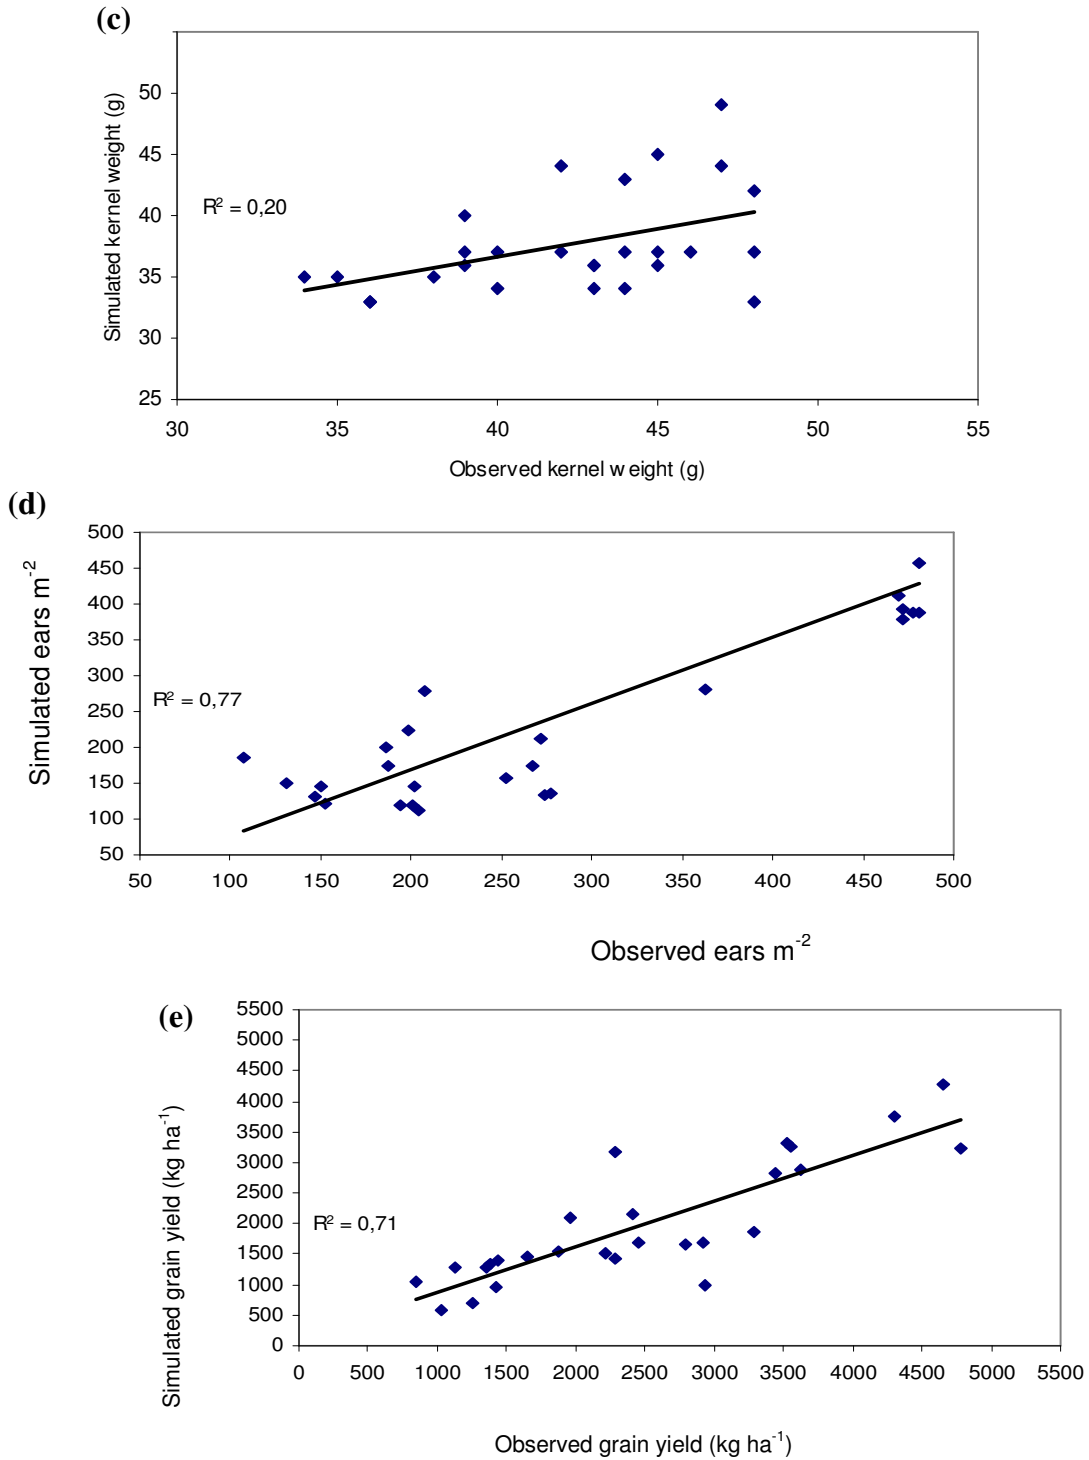 (c)
50
45
40
35
30
25
Simulated kernel weight (g)
R² = 0,20
30 35 40 45 50 55
Observed kernel weight (g)
(d)
500
450
400
350
300
250
200
150
100
50
Simulated ears m⁻²
R² = 0,77
50 100 150 200 250 300 350 400 450 500
Observed ears m⁻²
(e)
5500
5000
4500
4000
3500
3000
2500
2000
1500
1000
500
0
Simulated grain yield (kg ha⁻¹)
R² = 0,71
0 500 1000 1500 2000 2500 3000 3500 4000 4500 5000 5500
Observed grain yield (kg ha⁻¹)